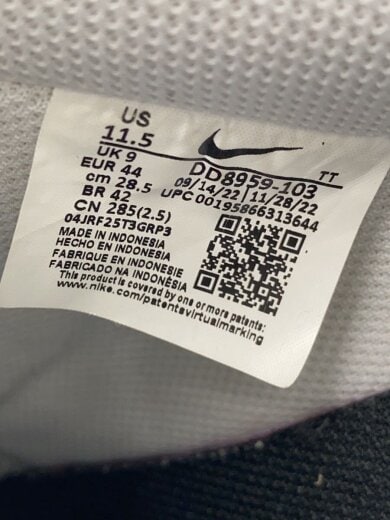 US
11.5
UK 9
EUR 44
cm 28.5
BR 42
CN 285(2.5)
04JRF25T3GRP3
DD8959-103 TT
09/14/22 11/28/22
UPC 00195866313644
MADE IN INDONESIA
HECHO EN INDONESIA
FABRIQUE EN INDONESIE
FABRICADO NA INDONÉSIA
This product is covered by one or more patents:
www.nike.com/patentsvirtualmarking